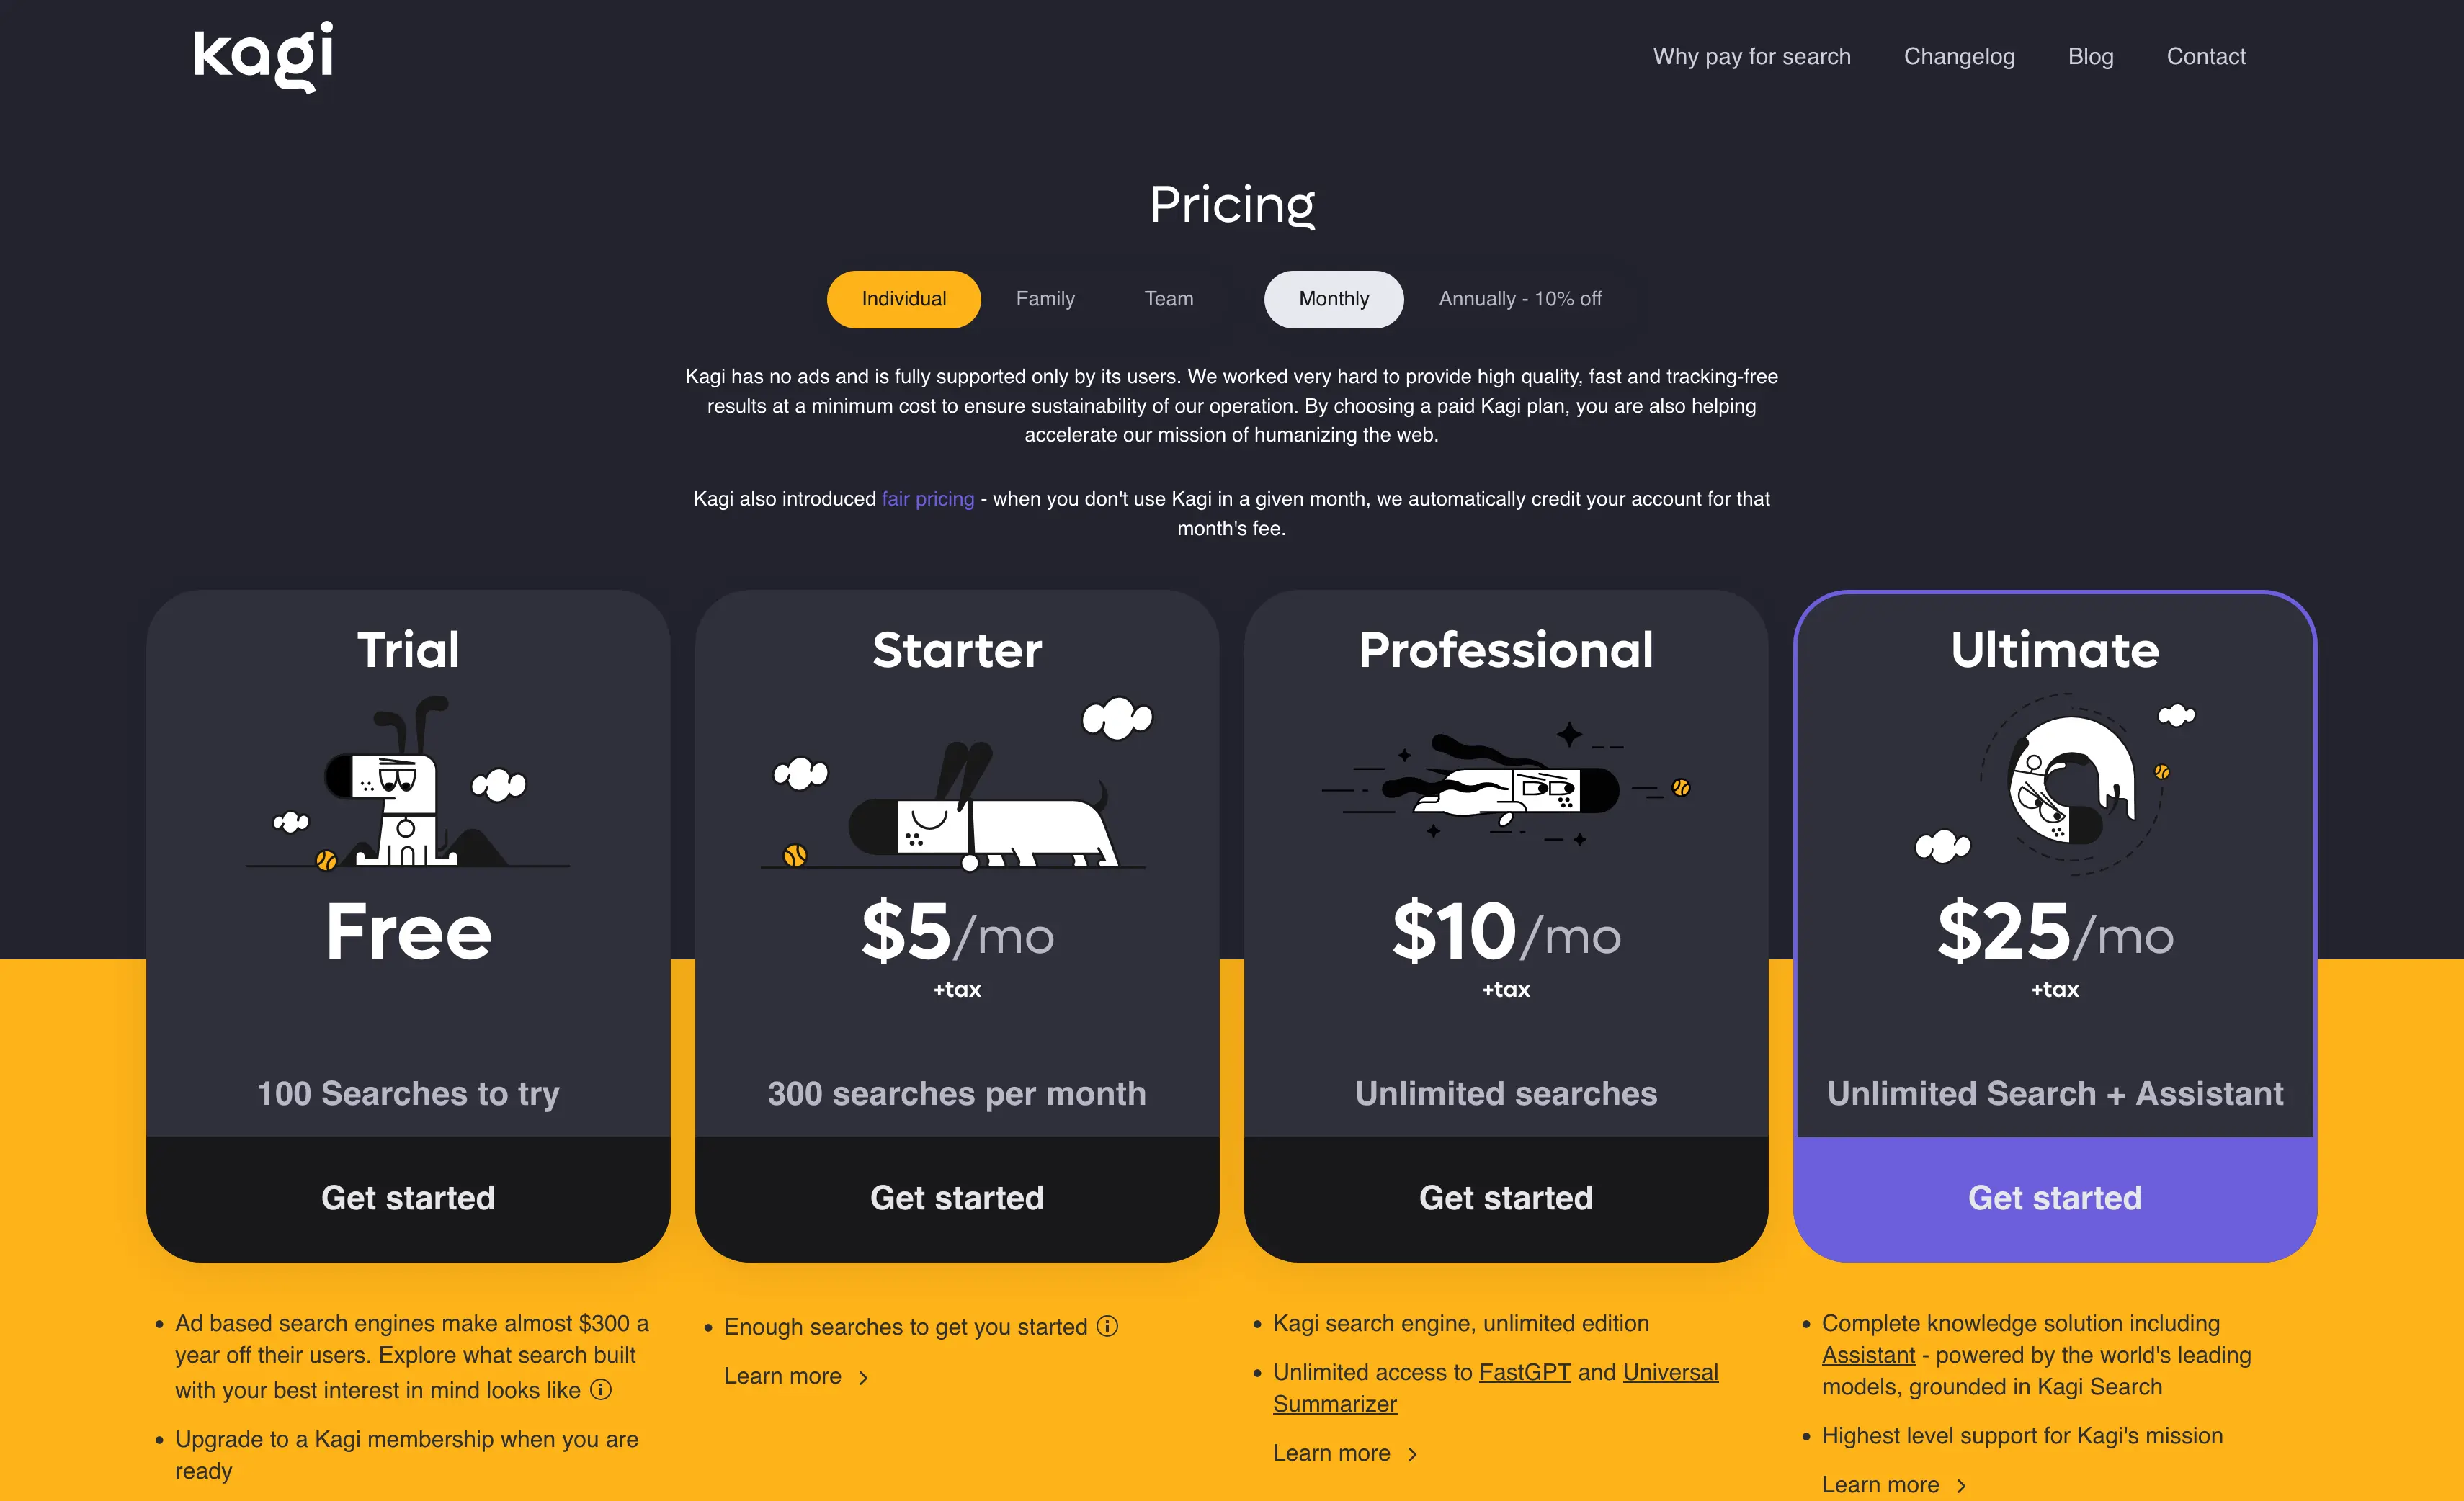 kagi
Why pay for search
Changelog
Blog
Contact
Pricing
Individual
Family
Team
Monthly
Annually - 10% off
Kagi has no ads and is fully supported only by its users. We worked very hard to provide high quality, fast and tracking-free
results at a minimum cost to ensure sustainability of our operation. By choosing a paid Kagi plan, you are also helping
accelerate our mission of humanizing the web.
Kagi also introduced fair pricing - when you don't use Kagi in a given month, we automatically credit your account for that
month's fee.
Trial
Free
100 Searches to try
Get started
Ad based search engines make almost $300 a
year off their users. Explore what search built
with your best interest in mind looks like
Upgrade to a Kagi membership when you are
ready
Starter
$5/mo
+tax
300 searches per month
Get started
Enough searches to get you started
Learn more
Professional
$10/mo
+tax
Unlimited searches
Get started
Kagi search engine, unlimited edition
Unlimited access to FastGPT and Universal
Summarizer
Learn more
Ultimate
$25/mo
+tax
Unlimited Search + Assistant
Get started
Complete knowledge solution including
Assistant - powered by the world's leading
models, grounded in Kagi Search
Highest level support for Kagi's mission
Learn more